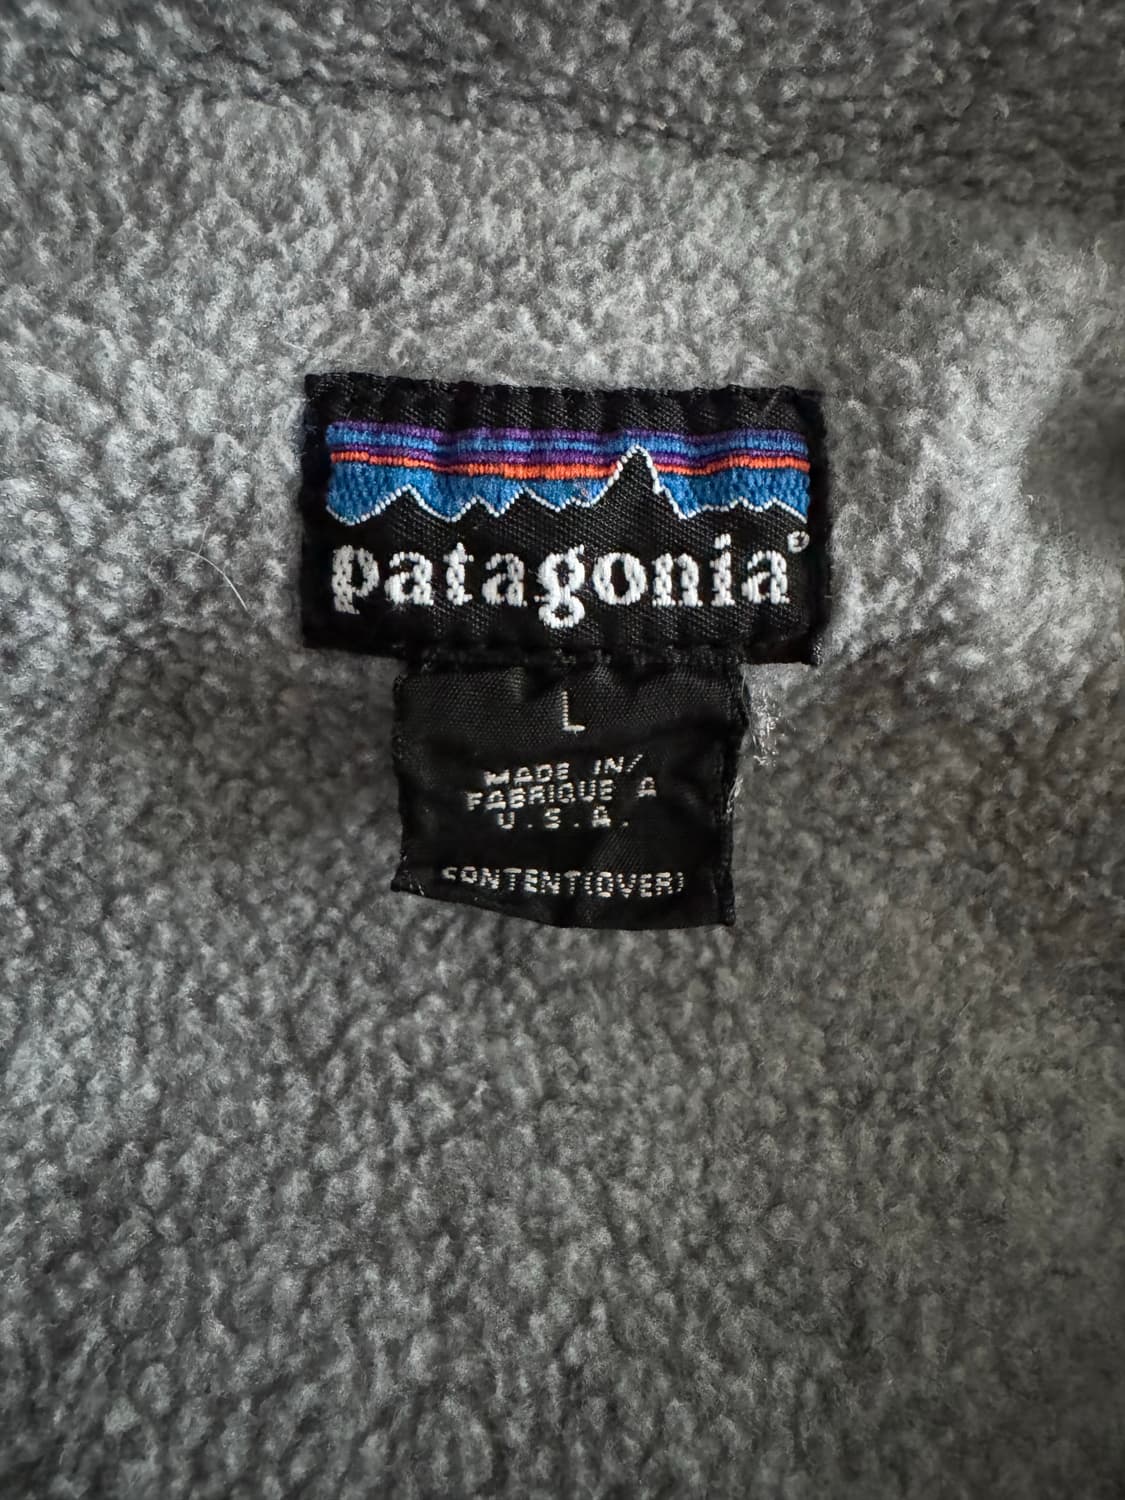 patagonia®
L
MADE IN/
FABRIQUE A
U.S.A.
CONTENT(OVER)